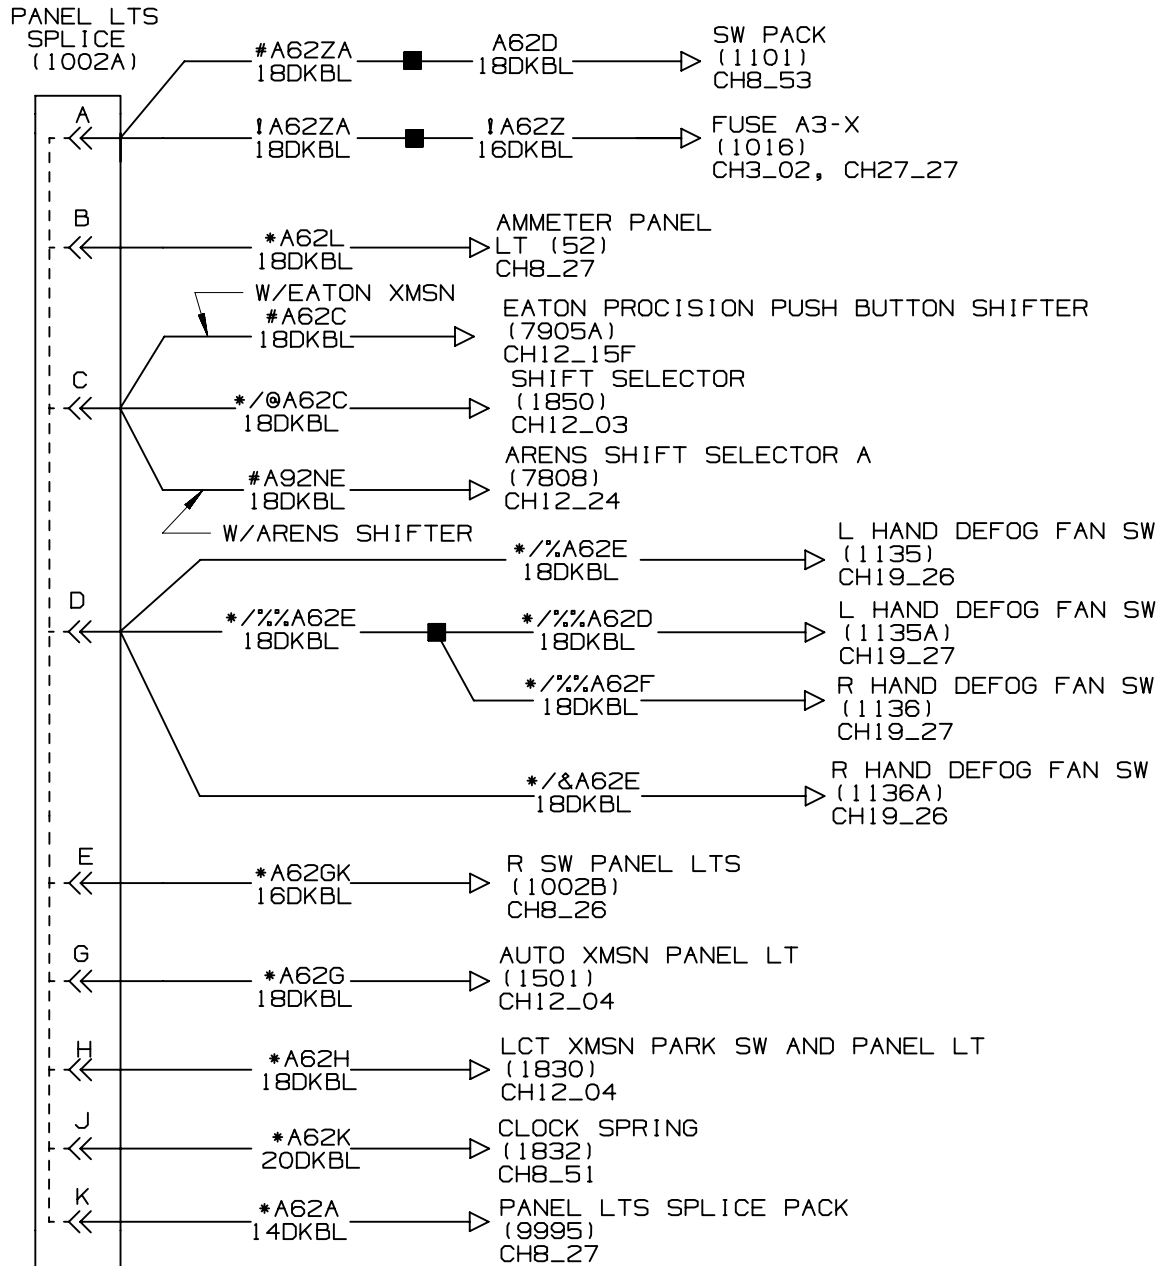 PANEL LTS
SPLICE
(1002A)
A
#A62ZA
18DKBL
A62D
18DKBL
SW PACK
(1101)
CH8_53
!A62ZA
18DKBL
!A62Z
16DKBL
FUSE A3-X
(1016)
CH3_02, CH27_27
B
*A62L
18DKBL
AMMETER PANEL
LT (52)
CH8_27
C
W/EATON XMSN
#A62C
18DKBL
EATON PROCISION PUSH BUTTON SHIFTER
(7905A)
CH12_15F
*/@A62C
18DKBL
SHIFT SELECTOR
(1850)
CH12_03
#A92NE
18DKBL
ARENS SHIFT SELECTOR A
(7808)
CH12_24
W/ARENS SHIFTER
D
*/%A62E
18DKBL
L HAND DEFOG FAN SW
(1135)
CH19_26
*/%%A62E
18DKBL
*/%%A62D
18DKBL
L HAND DEFOG FAN SW
(1135A)
CH19_27
*/%%A62F
18DKBL
R HAND DEFOG FAN SW
(1136)
CH19_27
*/&A62E
18DKBL
R HAND DEFOG FAN SW
(1136A)
CH19_26
E
*A62GK
16DKBL
R SW PANEL LTS
(1002B)
CH8_26
G
*A62G
18DKBL
AUTO XMSN PANEL LT
(1501)
CH12_04
H
*A62H
18DKBL
LCT XMSN PARK SW AND PANEL LT
(1830)
CH12_04
J
*A62K
20DKBL
CLOCK SPRING
(1832)
CH8_51
K
*A62A
14DKBL
PANEL LTS SPLICE PACK
(9995)
CH8_27